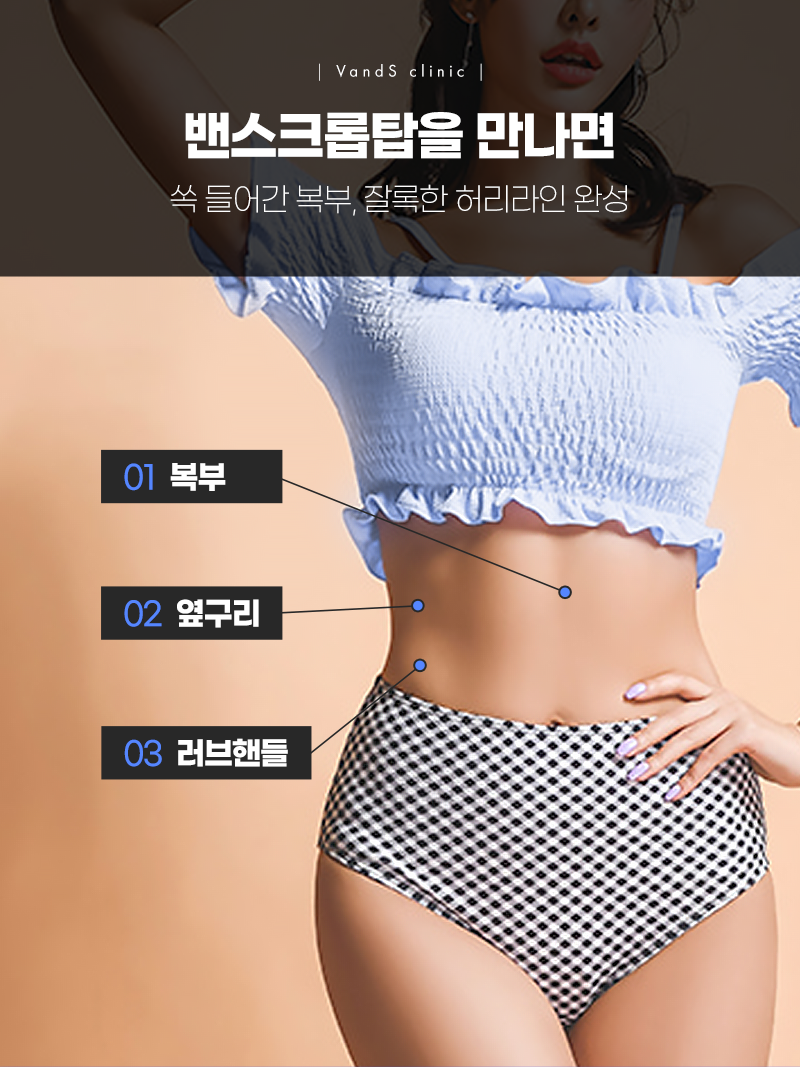 | VandS clinic |
밴스크롭탑을 만나면
쏙 들어간 복부, 잘록한 허리라인 완성
01 복부
02 옆구리
03 러브핸들